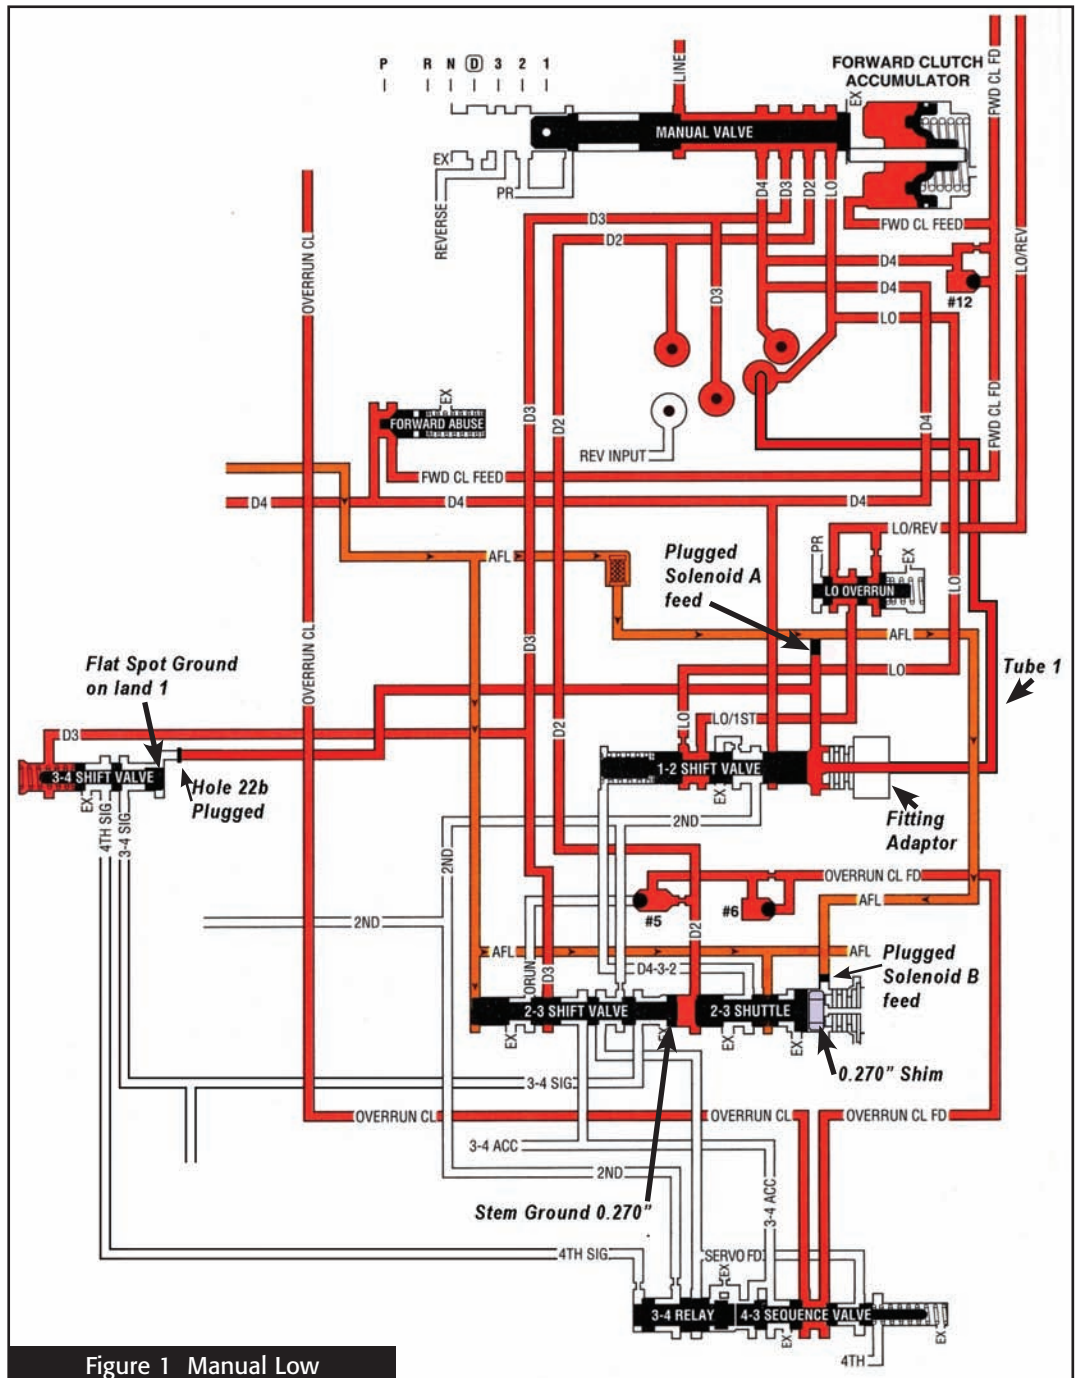 P R N D 3 2 1
LINE
FORWARD CLUTCH
ACCUMULATOR
EX
FWD CL FD
MANUAL VALVE
EX
REVERSE
PR
D4
D3
D2
LO
FWD CL FEED
LO/REV
D3
D2
D4
#12
D4
LO
D3
OVERRUN CL
EX
FORWARD ABUSE
D3
D2
REV INPUT
D4
FWD CL FD
FWD CL FEED
D4
D4
D4
LO/REV
AFL
Plugged
Solenoid A
feed
PR
EX
LO OVERRUN
LO
AFL
D3
OVERRUN CL
Flat Spot Ground
on land 1
LO
Tube 1
D3
D2
LO
LO/1ST
3-4 SHIFT VALVE
1-2 SHIFT VALVE
EX
Hole 22b
Plugged
EX
EX
Fitting
Adaptor
4TH SIG
3-4 SIG
2ND
2ND
OVERRUN CL FD
#5
#6
AFL
2ND
D2
AFL
AFL
ORUN
D3
D4-3-2
Plugged
Solenoid B
feed
2-3 SHIFT VALVE
2-3 SHUTTLE
EX
EX
EX
EX
0.270" Shim
3-4 SIG
OVERRUN CL
OVERRUN CL
OVERRUN CL FD
3-4 ACC
2ND
3-4 ACC
Stem Ground 0.270"
4TH SIG
SERVO FD
EX
3-4 RELAY
4-3 SEQUENCE VALVE
EX
EX
4TH
Figure 1 Manual Low